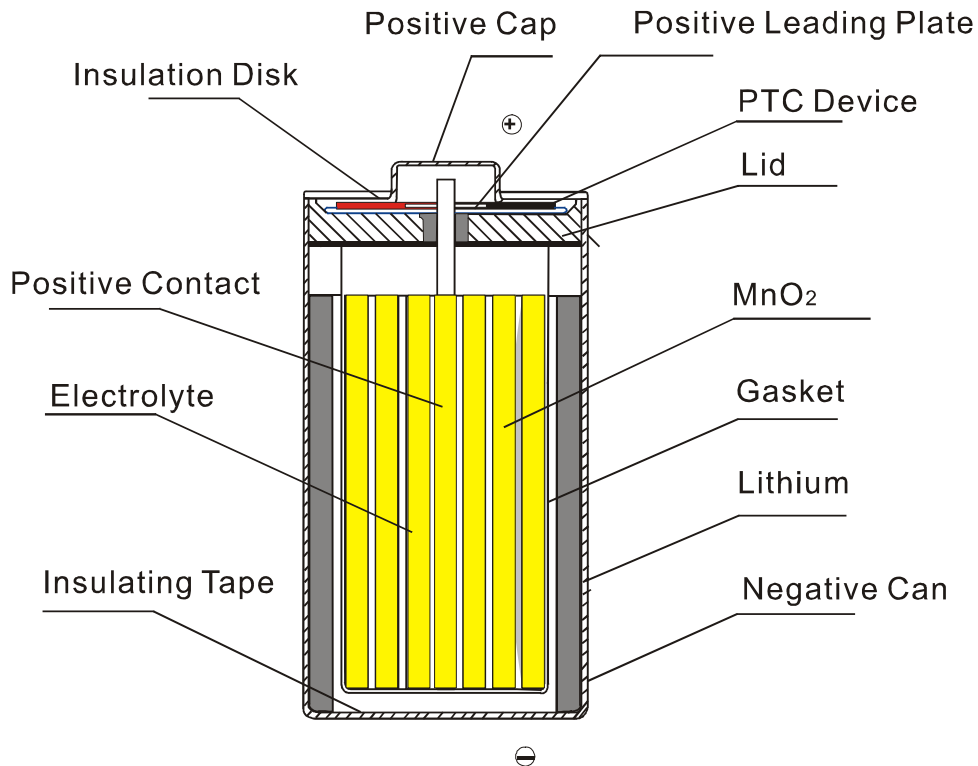 Positive Cap
Positive Leading Plate
Insulation Disk
PTC Device
+
Lid
Positive Contact
MnO₂
Electrolyte
Gasket
Lithium
Insulating Tape
Negative Can
−